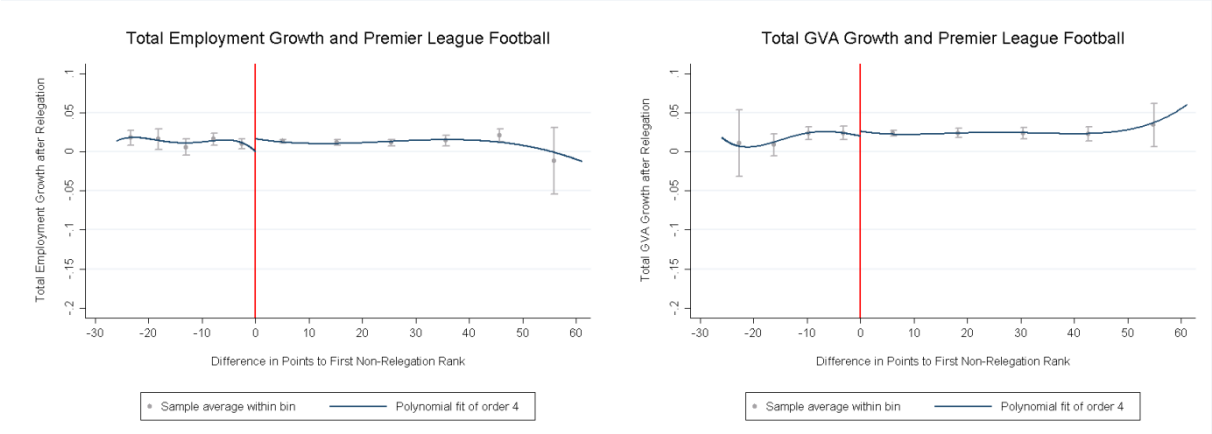 Total Employment Growth and Premier League Football
Total Employment Growth after Relegation
.1
.05
0
-.05
-.1
-.15
-.2
-30 -20 -10 0 10 20 30 40 50 60
Difference in Points to First Non-Relegation Rank
Sample average within bin Polynomial fit of order 4
Total GVA Growth and Premier League Football
Total GVA Growth after Relegation
.1
.05
0
-.05
-.1
-.15
-.2
-30 -20 -10 0 10 20 30 40 50 60
Difference in Points to First Non-Relegation Rank
Sample average within bin Polynomial fit of order 4